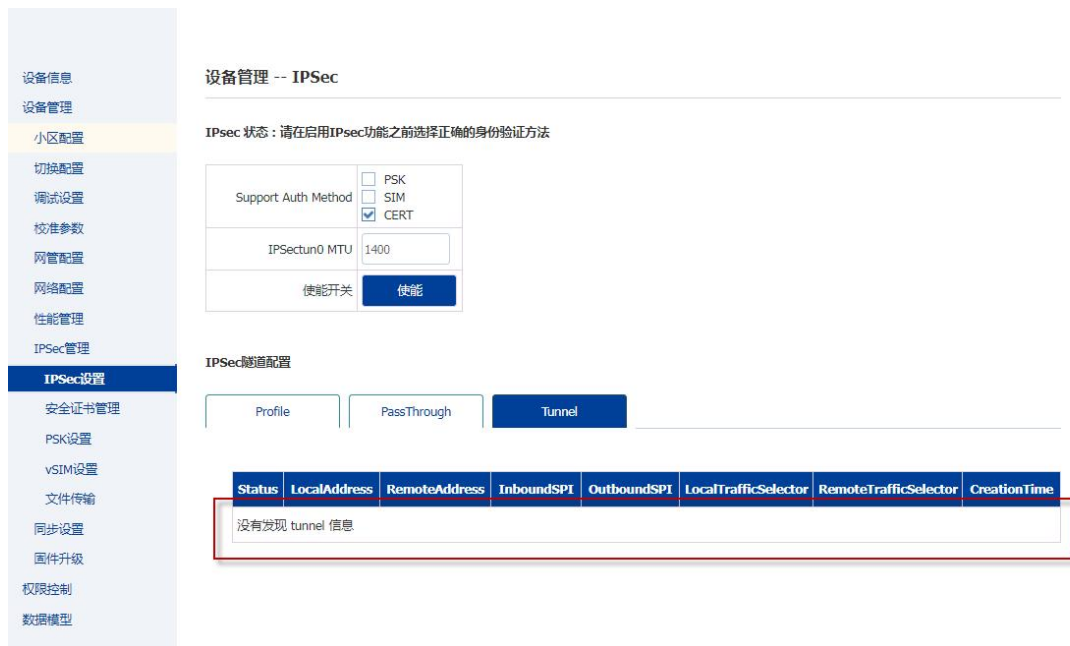 设备信息
设备管理
小区配置
切换配置
调试设置
校准参数
网管配置
网络配置
性能管理
IPSec管理
IPSec设置
安全证书管理
PSK设置
vSIM设置
文件传输
同步设置
固件升级
权限控制
数据模型
设备管理 -- IPSec
IPsec 状态：请在启用IPsec功能之前选择正确的身份验证方法
Support Auth Method
PSK
SIM
CERT
IPSectun0 MTU 1400
使能开关 使能
IPSec隧道配置
Profile PassThrough Tunnel
Status LocalAddress RemoteAddress InboundSPI OutboundSPI LocalTrafficSelector RemoteTrafficSelector CreationTime
没有发现 tunnel 信息